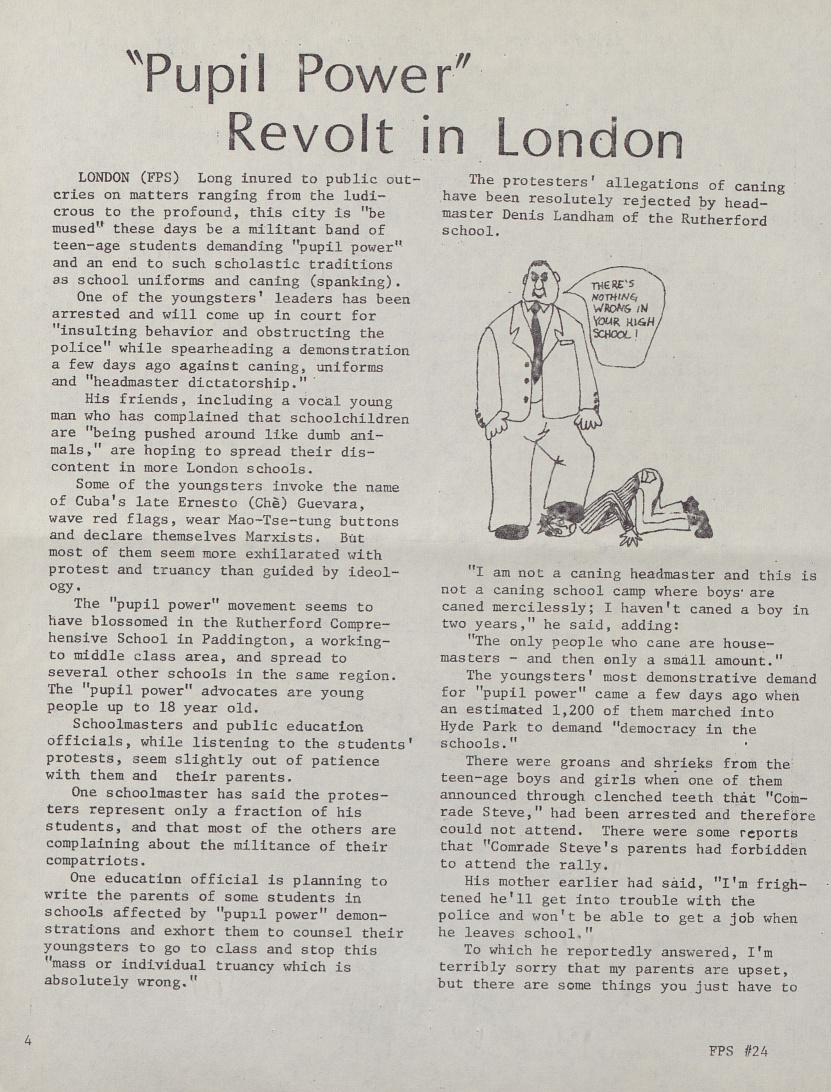 "Pupil Power"
Revolt in London
LONDON (FPS)  Long inured to public out-
cries on matters ranging from the ludi-
crous to the profound, this city is "be
mused" these days be a militant band of
teen-age students demanding "pupil power"
and an end to such scholastic traditions
as school uniforms and caning (spanking).
One of the youngsters' leaders has been
arrested and will come up in court for
"insulting behavior and obstructing the
police" while spearheading a demonstration
a few days ago against caning, uniforms
and "headmaster dictatorship."
His friends, including a vocal young
man who has complained that schoolchildren
are "being pushed around like dumb ani-
mals," are hoping to spread their dis-
content in more London schools.
Some of the youngsters invoke the name
of Cuba's late Ernesto (Chè) Guevara,
wave red flags, wear Mao-Tse-tung buttons
and declare themselves Marxists.  But
most of them seem more exhilarated with
protest and truancy than guided by ideol-
ogy.
The "pupil power" movement seems to
have blossomed in the Rutherford Compre-
hensive School in Paddington, a working-
to middle class area, and spread to
several other schools in the same region.
The "pupil power" advocates are young
people up to 18 year old.
Schoolmasters and public education
officials, while listening to the students'
protests, seem slightly out of patience
with them and  their parents.
One schoolmaster has said the protes-
ters represent only a fraction of his
students, and that most of the others are
complaining about the militance of their
compatriots.
One education official is planning to
write the parents of some students in
schools affected by "pupil power" demon-
strations and exhort them to counsel their
youngsters to go to class and stop this
"mass or individual truancy which is
absolutely wrong."
The protesters' allegations of caning
have been resolutely rejected by head-
master Denis Landham of the Rutherford
school.
THERE'S
NOTHING
WRONG IN
YOUR HIGH
SCHOOL!
"I am not a caning headmaster and this is
not a caning school camp where boys are
caned mercilessly; I haven't caned a boy in
two years," he said, adding:
"The only people who cane are house-
masters - and then only a small amount."
The youngsters' most demonstrative demand
for "pupil power" came a few days ago when
an estimated 1,200 of them marched into
Hyde Park to demand "democracy in the
schools."
There were groans and shrieks from the
teen-age boys and girls when one of them
announced through clenched teeth that "Com-
rade Steve," had been arrested and therefore
could not attend.  There were some reports
that "Comrade Steve's parents had forbidden
to attend the rally.
His mother earlier had said, "I'm frigh-
tened he'll get into trouble with the
police and won't be able to get a job when
he leaves school."
To which he reportedly answered, I'm
terribly sorry that my parents are upset,
but there are some things you just have to
4
FPS #24